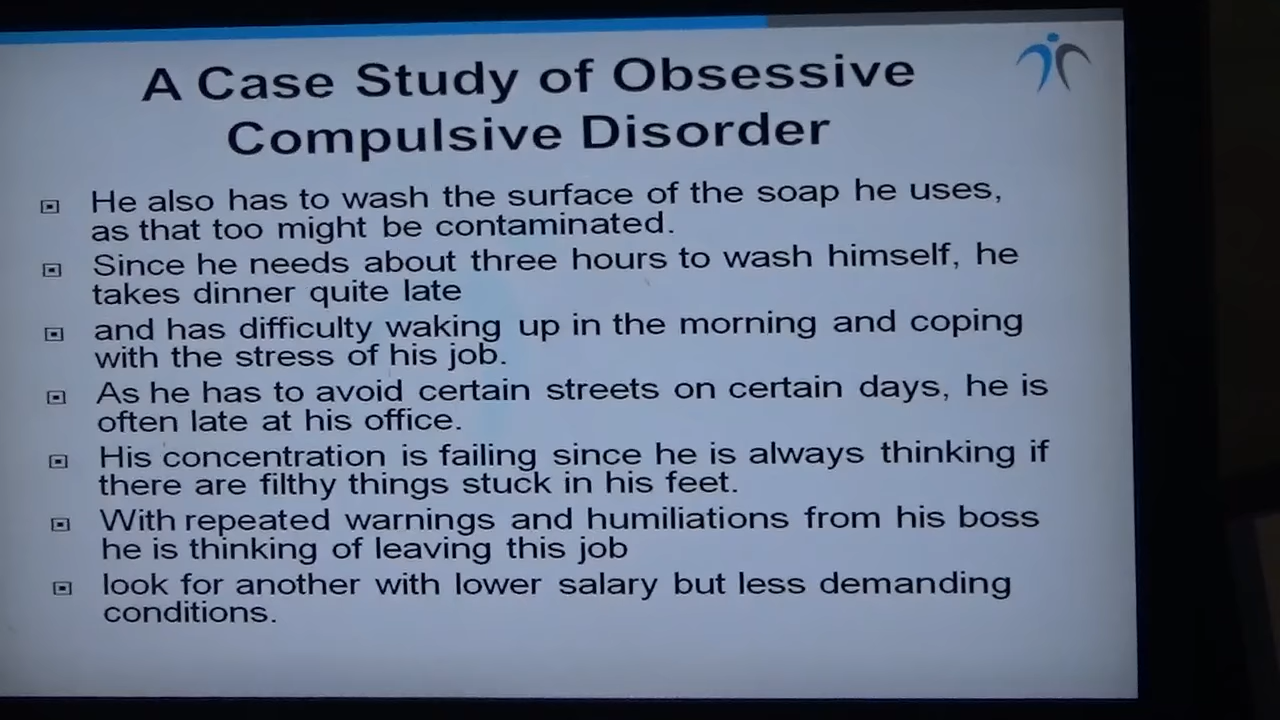 A Case Study of Obsessive
Compulsive Disorder
He also has to wash the surface of the soap he uses,
as that too might be contaminated.
Since he needs about three hours to wash himself, he
takes dinner quite late
and has difficulty waking up in the morning and coping
with the stress of his job.
As he has to avoid certain streets on certain days, he is
often late at his office.
His concentration is failing since he is always thinking if
there are filthy things stuck in his feet.
With repeated warnings and humiliations from his boss
he is thinking of leaving this job
look for another with lower salary but less demanding
conditions.